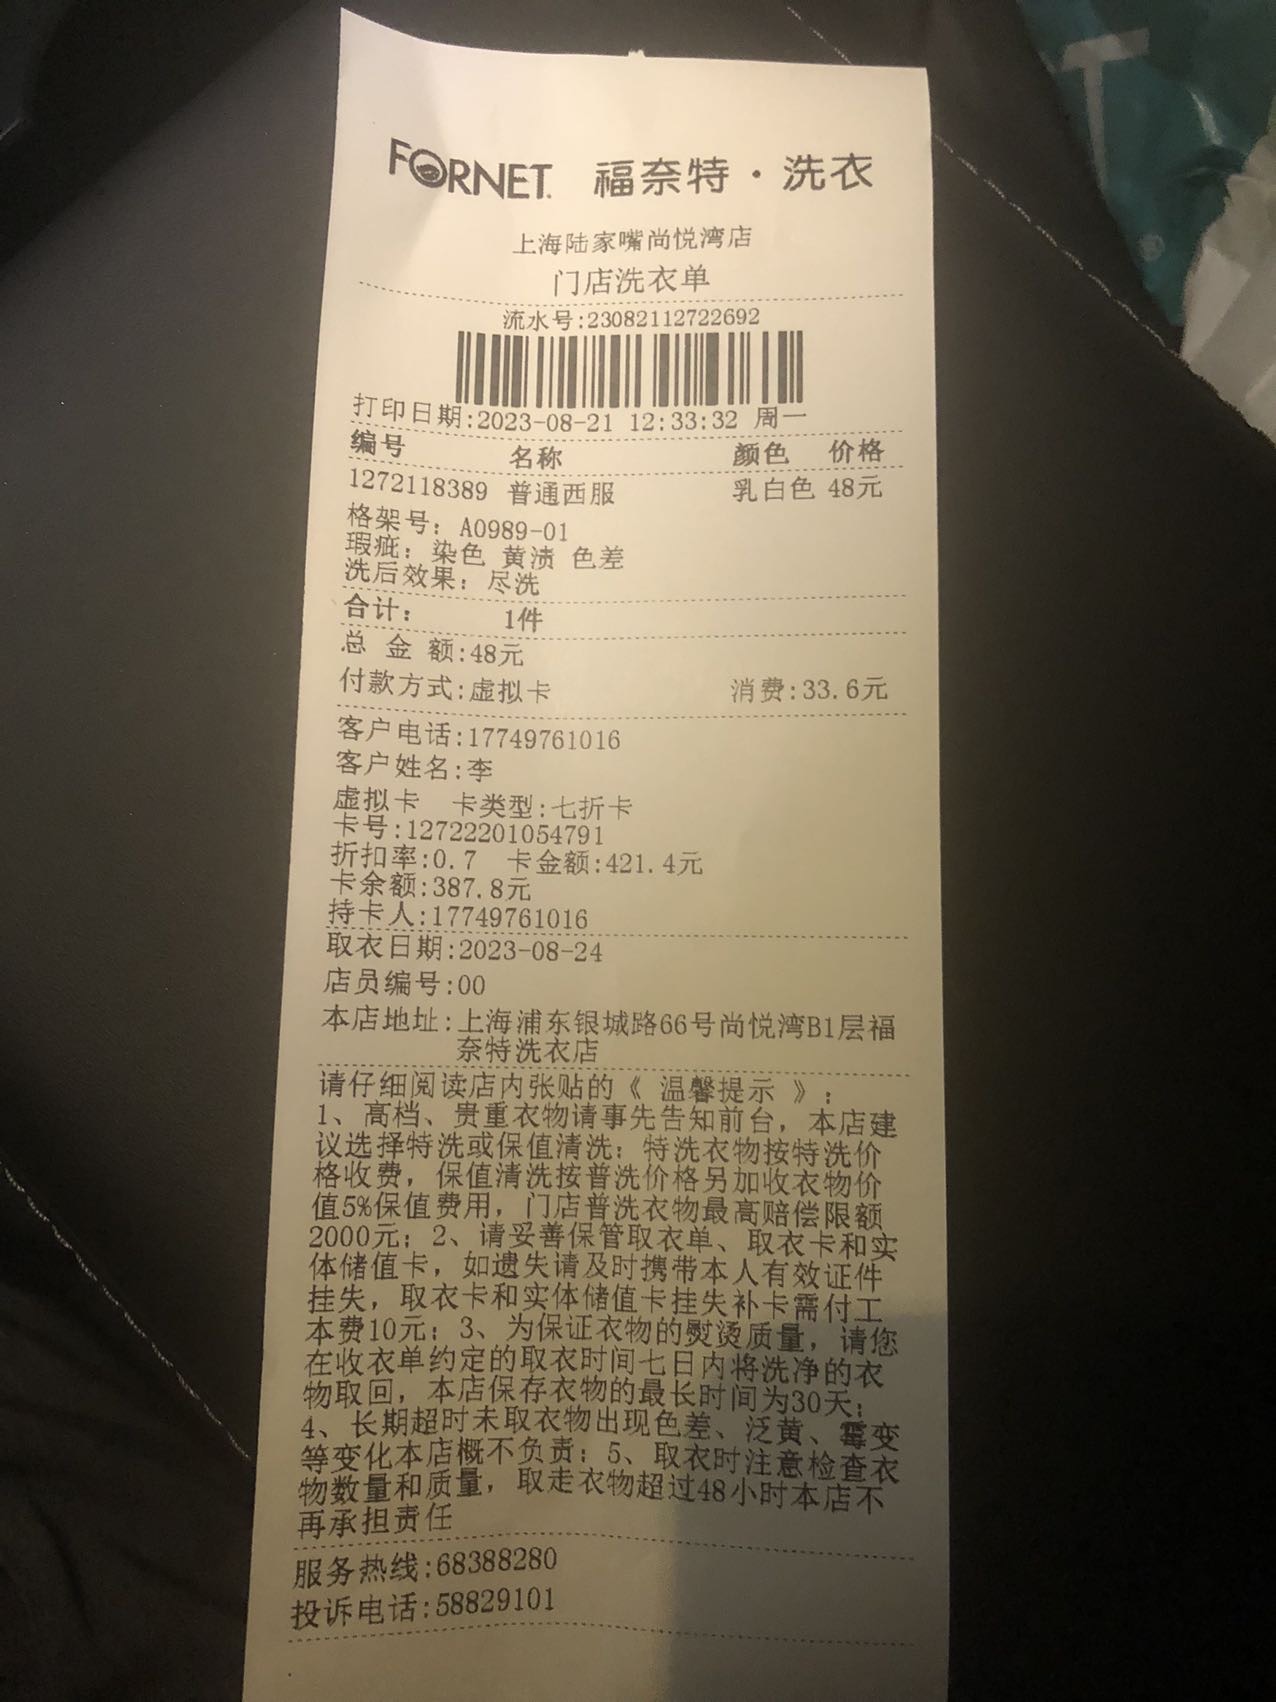 FORNET. 福奈特·洗衣
上海陆家嘴尚悦湾店
门店洗衣单
流水号:23082112722692
打印日期:2023-08-21 12:33:32 周一
编号 名称 颜色 价格
1272118389 普通西服 乳白色 48元
格架号: A0989-01
瑕疵: 染色 黄渍 色差
洗后效果: 尽洗
合计: 1件
总 金 额:48元
付款方式:虚拟卡 消费:33.6元
客户电话:17749761016
客户姓名:李
虚拟卡 卡类型:七折卡
卡号:12722201054791
折扣率:0.7 卡金额:421.4元
卡余额:387.8元
持卡人:17749761016
取衣日期:2023-08-24
店员编号:00
本店地址:上海浦东银城路66号尚悦湾B1层福
奈特洗衣店
请仔细阅读店内张贴的《 温馨提示 》:
1、高档、贵重衣物请事先告知前台，本店建
议选择特洗或保值清洗；特洗衣物按特洗价
格收费，保值清洗按普洗价格另加收衣物价
值5%保值费用，门店普洗衣物最高赔偿限额
2000元；2、请妥善保管取衣单、取衣卡和实
体储值卡，如遗失请及时携带本人有效证件
挂失，取衣卡和实体储值卡挂失补卡需付工
本费10元；3、为保证衣物的熨烫质量，请您
在收衣单约定的取衣时间七日内将洗净的衣
物取回，本店保存衣物的最长时间为30天；
4、长期超时未取衣物出现色差、泛黄、霉变
等变化本店概不负责；5、取衣时注意检查衣
物数量和质量，取走衣物超过48小时本店不
再承担责任
服务热线:68388280
投诉电话:58829101
T
®